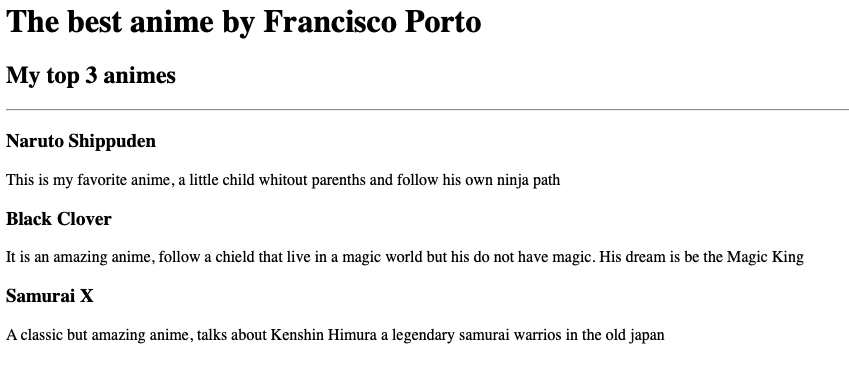 The best anime by Francisco Porto
My top 3 animes
Naruto Shippuden
This is my favorite anime, a little child whitout parenths and follow his own ninja path
Black Clover
It is an amazing anime, follow a chield that live in a magic world but his do not have magic. His dream is be the Magic King
Samurai X
A classic but amazing anime, talks about Kenshin Himura a legendary samurai warrios in the old japan